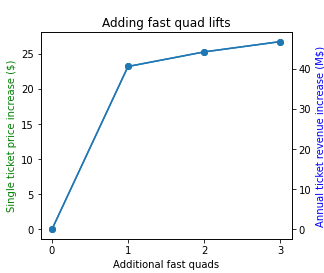 Adding fast quad lifts
Single ticket price increase ($)
25
20
15
10
5
0
40
30
20
10
0
Annual ticket revenue increase (M$)
0 1 2 3
Additional fast quads